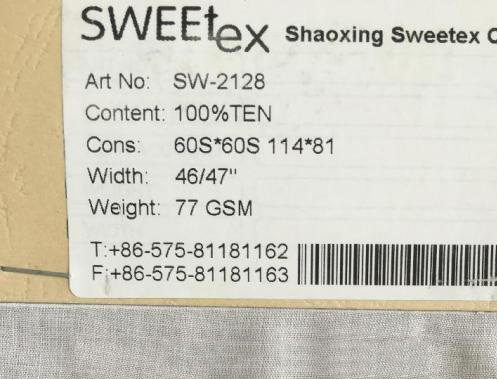 SWEEtex Shaoxing Sweetex
Art No: SW-2128
Content: 100%TEN
Cons: 60S*60S 114*81
Width: 46/47"
Weight: 77 GSM
T:+86-575-81181162
F:+86-575-81181163